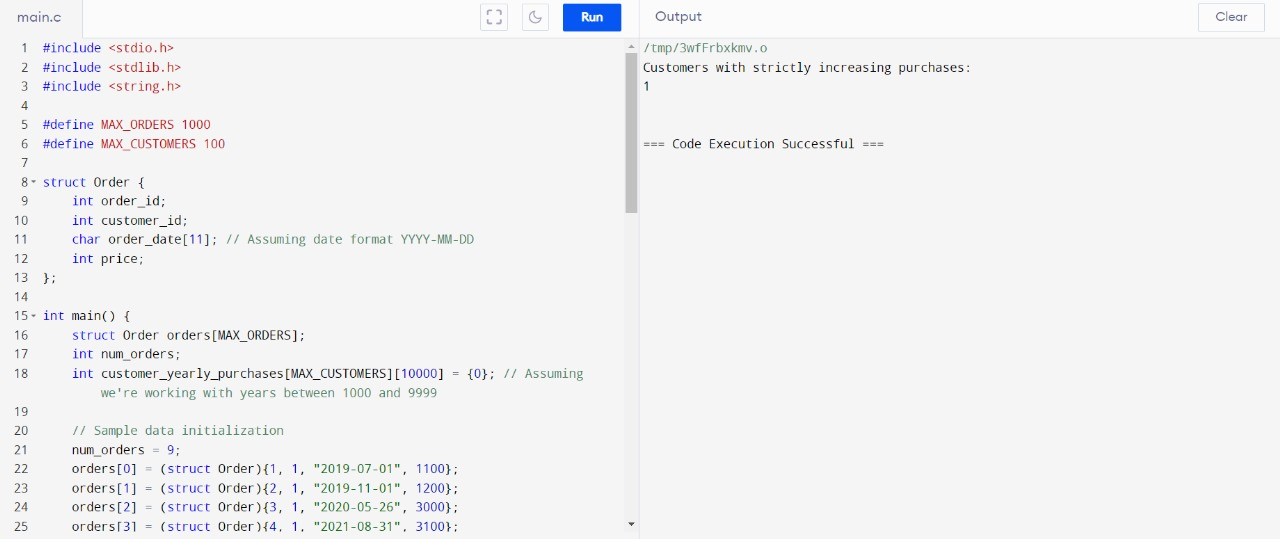 main.c
Run
Output
Clear
1 #include <stdio.h>
2 #include <stdlib.h>
3 #include <string.h>
4
5 #define MAX_ORDERS 1000
6 #define MAX_CUSTOMERS 100
7
8 struct Order {
9     int order_id;
10     int customer_id;
11     char order_date[11]; // Assuming date format YYYY-MM-DD
12     int price;
13 };
14
15 int main() {
16     struct Order orders[MAX_ORDERS];
17     int num_orders;
18     int customer_yearly_purchases[MAX_CUSTOMERS][10000] = {0}; // Assuming
we're working with years between 1000 and 9999
19
20     // Sample data initialization
21     num_orders = 9;
22     orders[0] = (struct Order){1, 1, "2019-07-01", 1100};
23     orders[1] = (struct Order){2, 1, "2019-11-01", 1200};
24     orders[2] = (struct Order){3, 1, "2020-05-26", 3000};
25     orders[3] = (struct Order){4, 1, "2021-08-31", 3100};
/tmp/3wfFrbxkmv.o
Customers with strictly increasing purchases:
1
=== Code Execution Successful ===